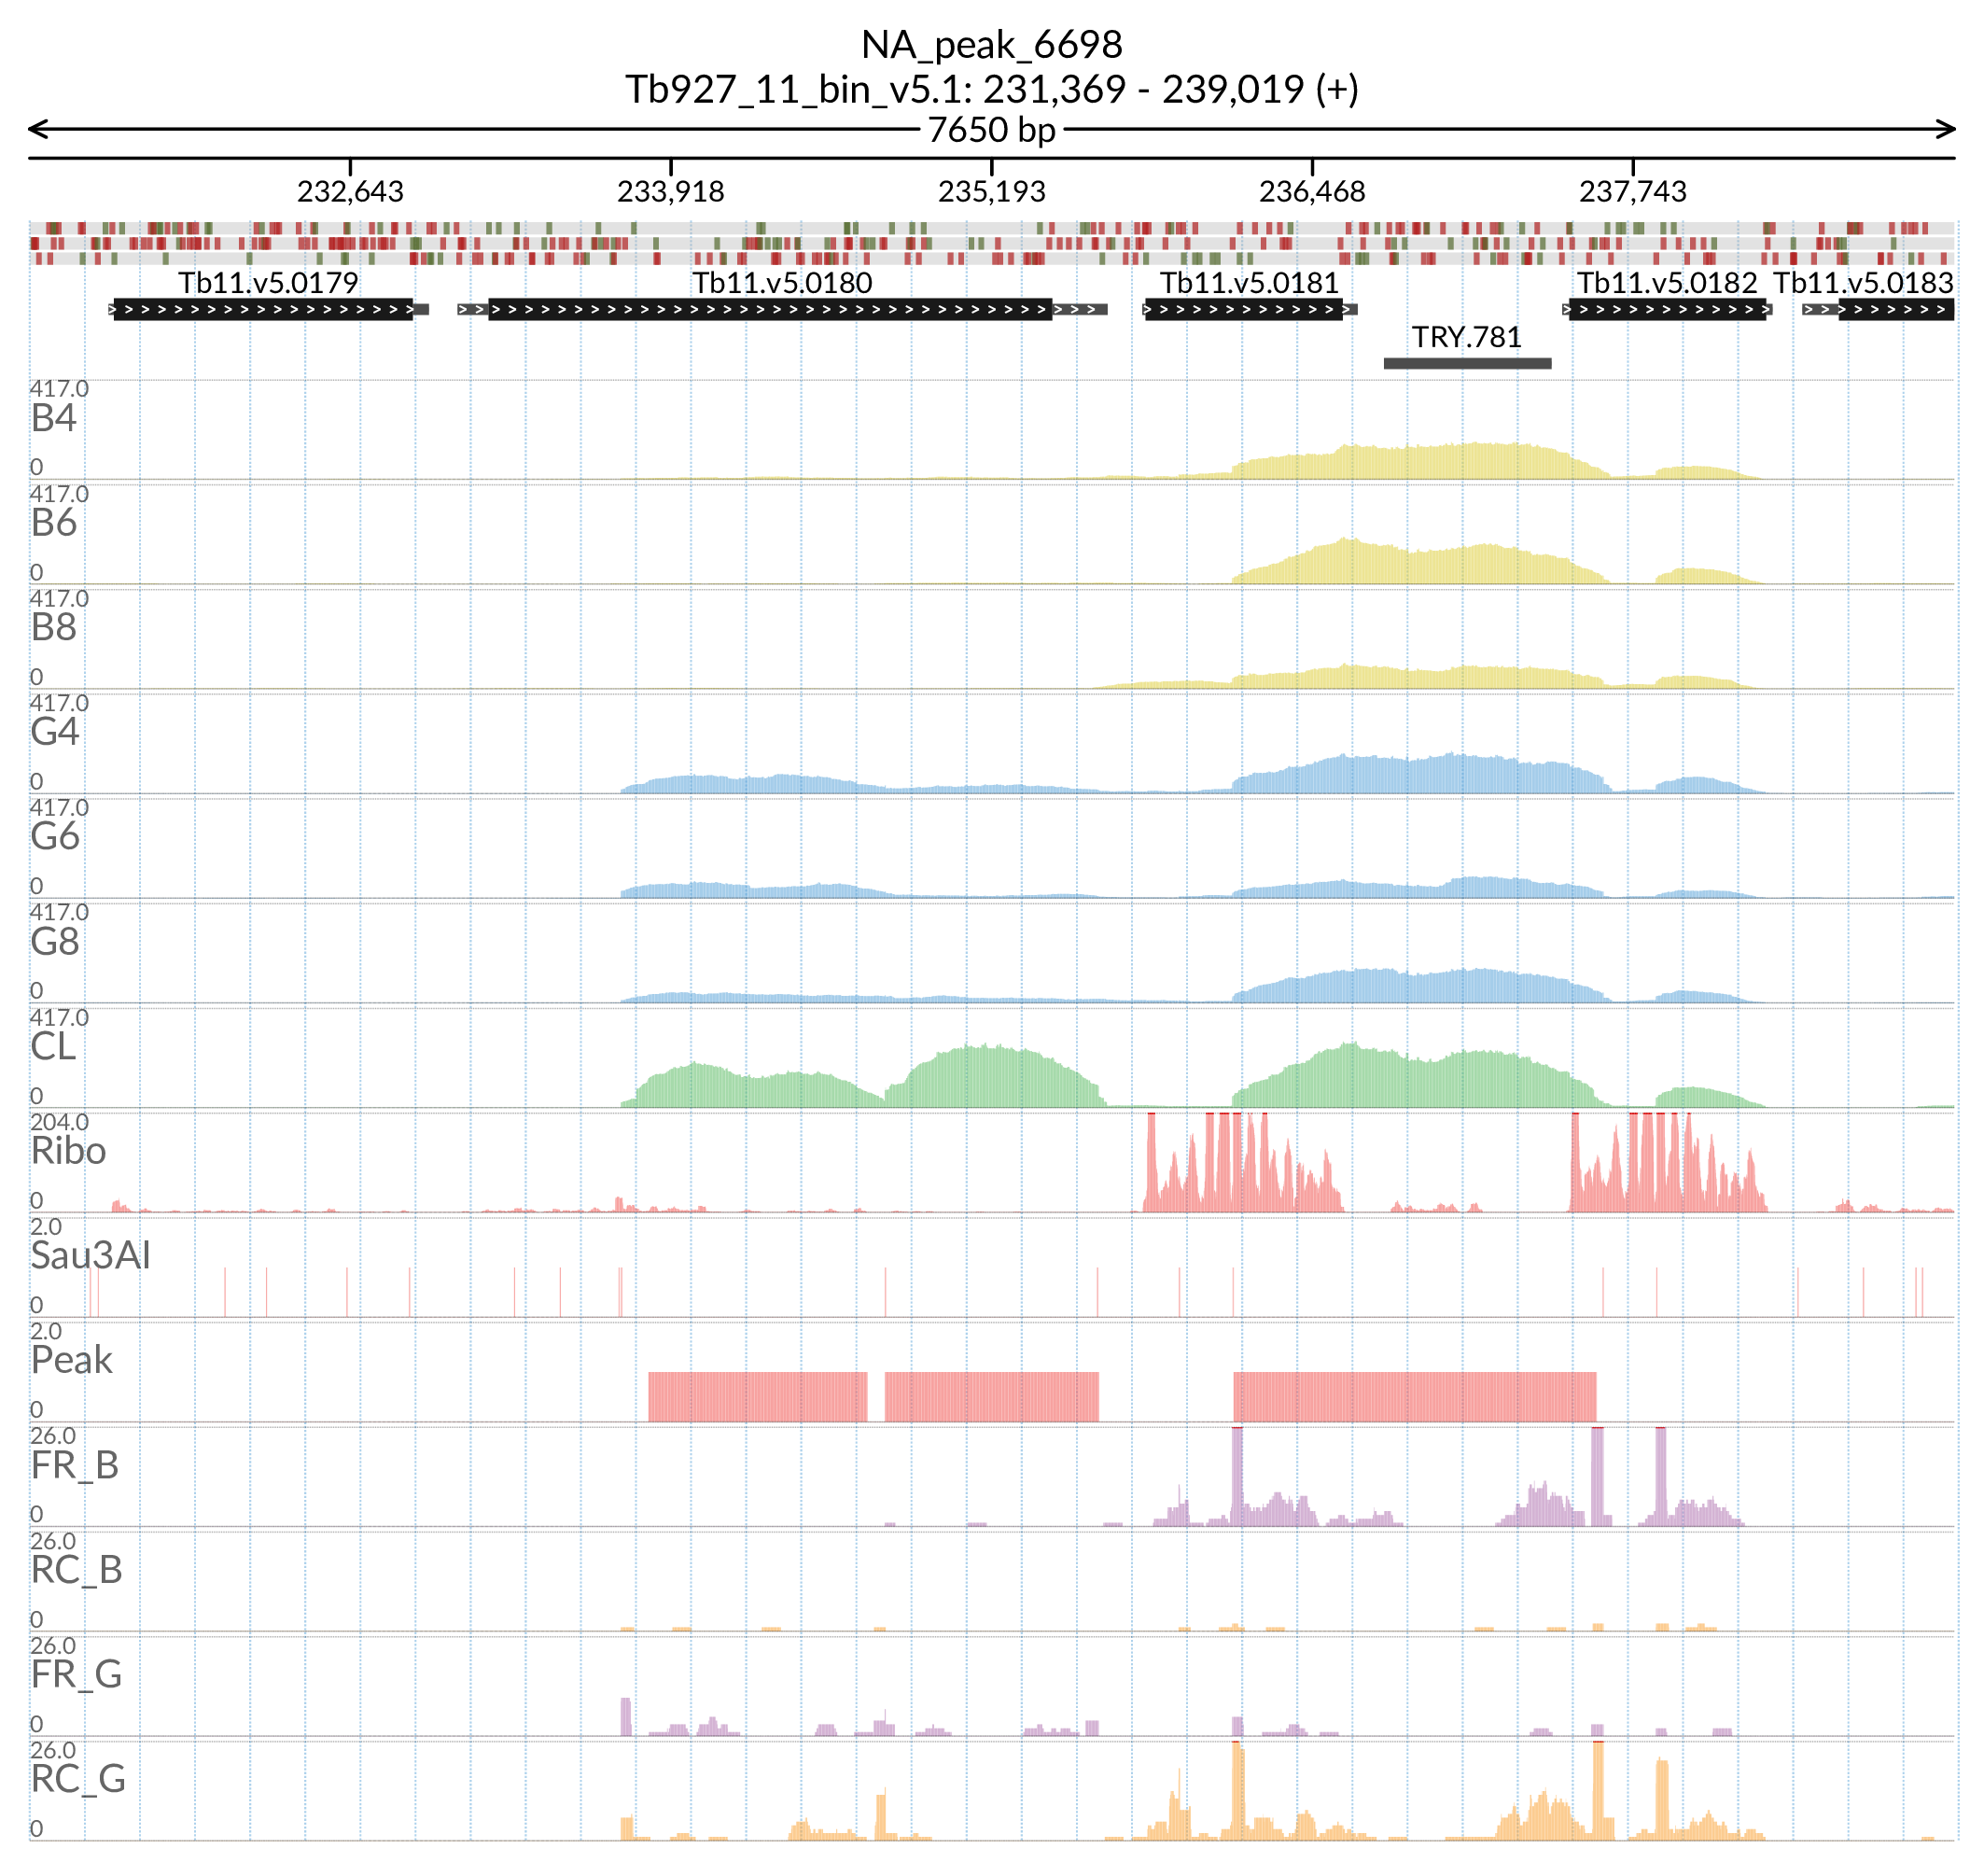 NA_peak_6698
Tb927_11_bin_v5.1: 231,369 - 239,019 (+)
7650 bp
232,643 233,918 235,193 236,468 237,743
Tb11.v5.0179 Tb11.v5.0180 Tb11.v5.0181 Tb11.v5.0182 Tb11.v5.0183
TRY.781
417.0
B4
0
417.0
B6
0
417.0
B8
0
417.0
G4
0
417.0
G6
0
417.0
G8
0
417.0
CL
0
204.0
Ribo
0
2.0
Sau3AI
0
2.0
Peak
0
26.0
FR_B
0
26.0
RC_B
0
26.0
FR_G
0
26.0
RC_G
0